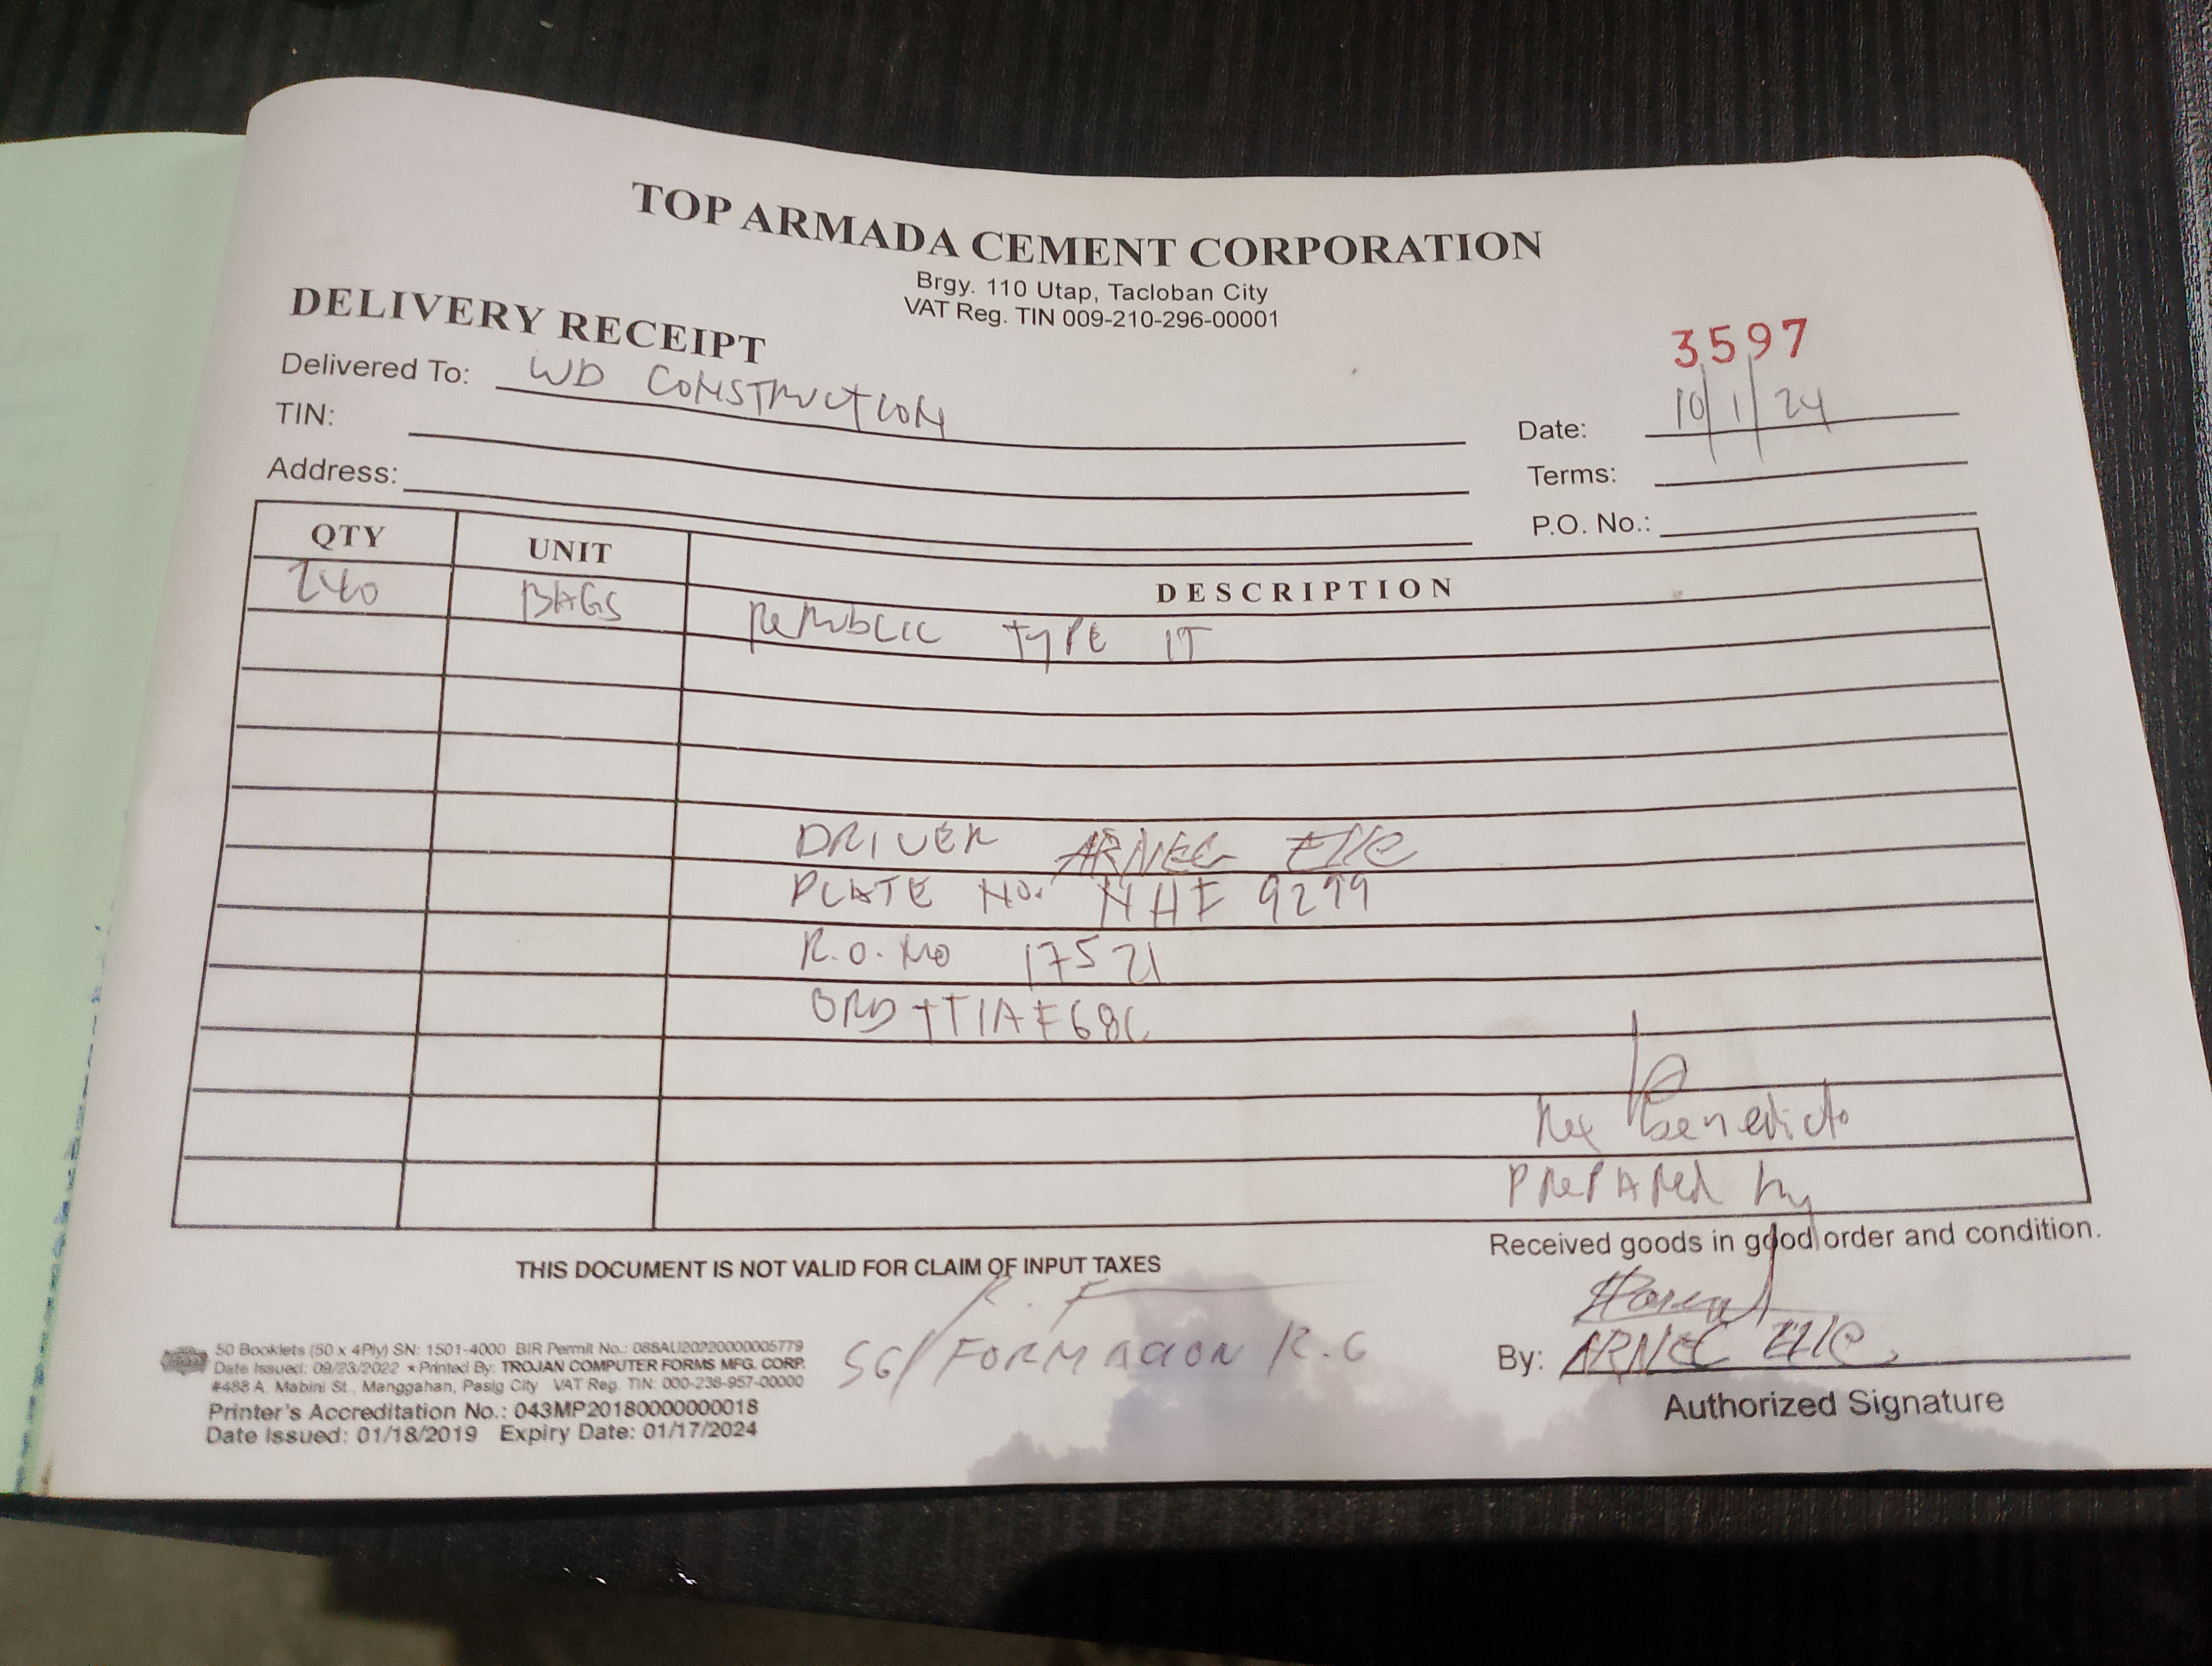 TOP ARMADA CEMENT CORPORATION
Brgy. 110 Utap, Tacloban City
VAT Reg. TIN 009-210-296-00001
DELIVERY RECEIPT
3597
Delivered To: WD CONSTRUCTION
Date: 10/1/24
TIN:
Terms:
Address:
P.O. No.:
QTY UNIT DESCRIPTION
240 BAGS REPUBLIC TYPE 1T
DRIVER ARNEL
PLATE NO. NHF 9299
R.O. NO 17521
ORD TT1AF68C
Rex Benedicto
PREPARED by
Received goods in good order and condition.
THIS DOCUMENT IS NOT VALID FOR CLAIM OF INPUT TAXES
SG/FORMACION R.G
By: ARNEL
Authorized Signature
50 Booklets (50 x 4Ply) SN: 1501-4000 BIR Permit No.: 088AU20220000005779
Date Issued: 09/23/2022 * Printed By: TROJAN COMPUTER FORMS MFG. CORP.
#488 A. Mabini St., Manggahan, Pasig City VAT Reg. TIN: 000-238-957-00000
Printer's Accreditation No.: 043MP20180000000018
Date Issued: 01/18/2019 Expiry Date: 01/17/2024